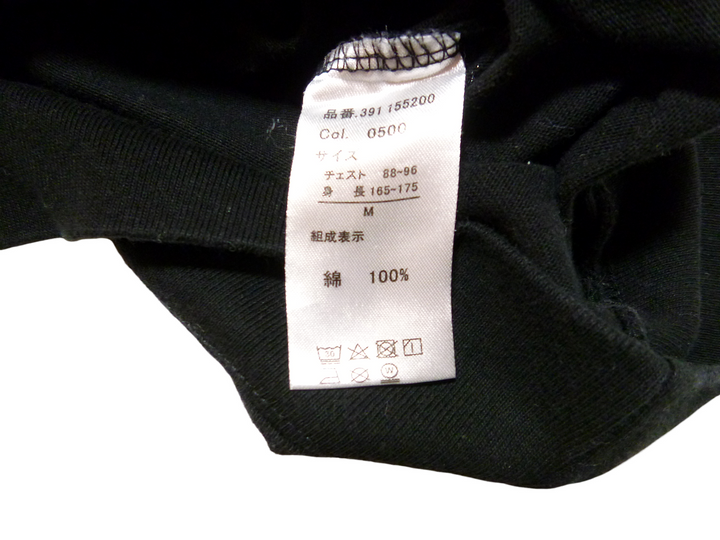 品番.391 155200
Col. 0500
サイズ
チェスト 88~96
身 長 165~175
M
組成表示
綿 100%
30
W